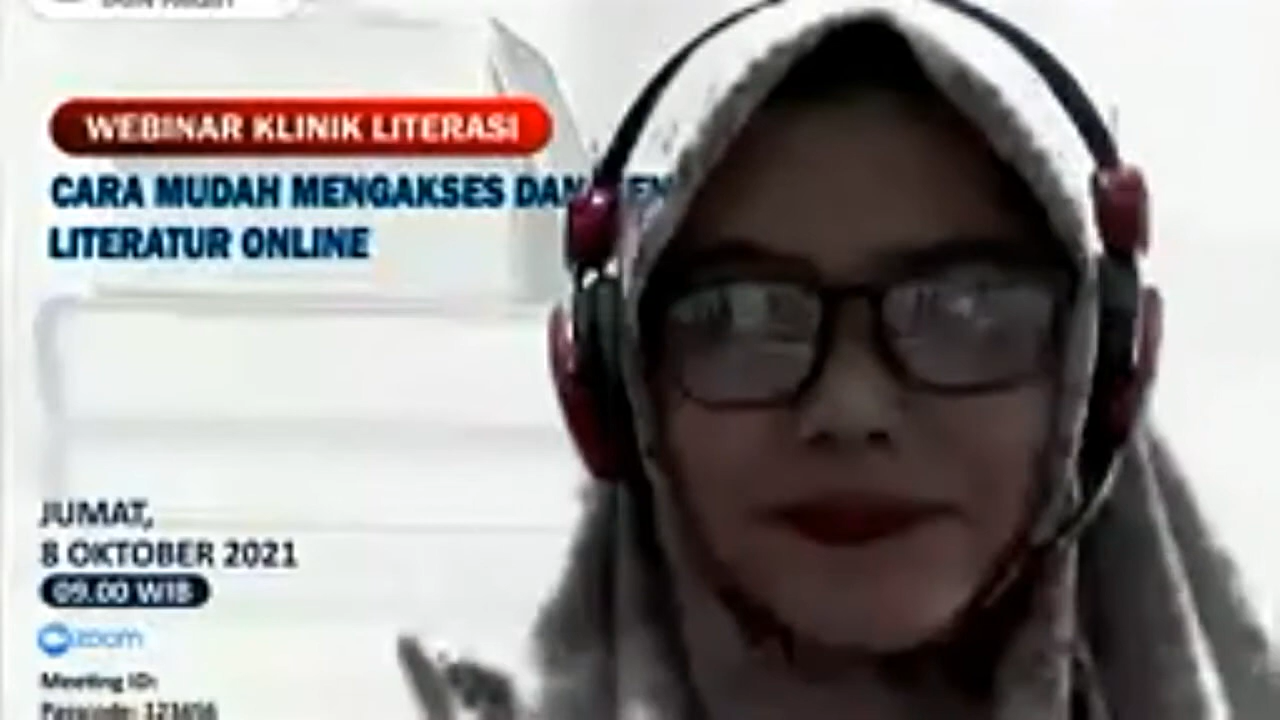 WEBINAR KLINIK LITERASI
CARA MUDAH MENGAKSES DAN
LITERATUR ONLINE
JUMAT,
8 OKTOBER 2021
09.00 WIB
zoom
Meeting ID:
Passcode: